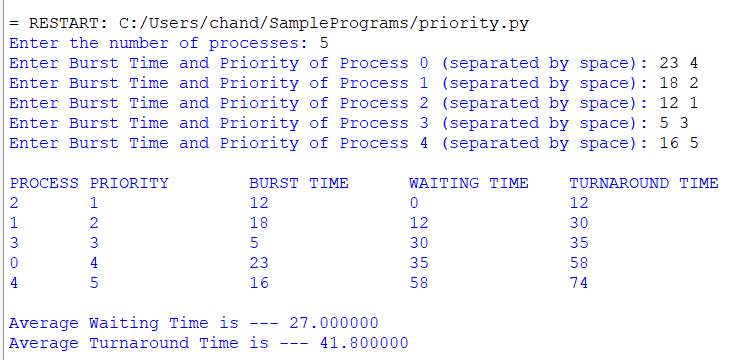 = RESTART: C:/Users/chand/SamplePrograms/priority.py
Enter the number of processes: 5
Enter Burst Time and Priority of Process 0 (separated by space): 23 4
Enter Burst Time and Priority of Process 1 (separated by space): 18 2
Enter Burst Time and Priority of Process 2 (separated by space): 12 1
Enter Burst Time and Priority of Process 3 (separated by space): 5 3
Enter Burst Time and Priority of Process 4 (separated by space): 16 5
PROCESS PRIORITY BURST TIME WAITING TIME TURNAROUND TIME
2 1 12 0 12
1 2 18 12 30
3 3 5 30 35
0 4 23 35 58
4 5 16 58 74
Average Waiting Time is --- 27.000000
Average Turnaround Time is --- 41.800000